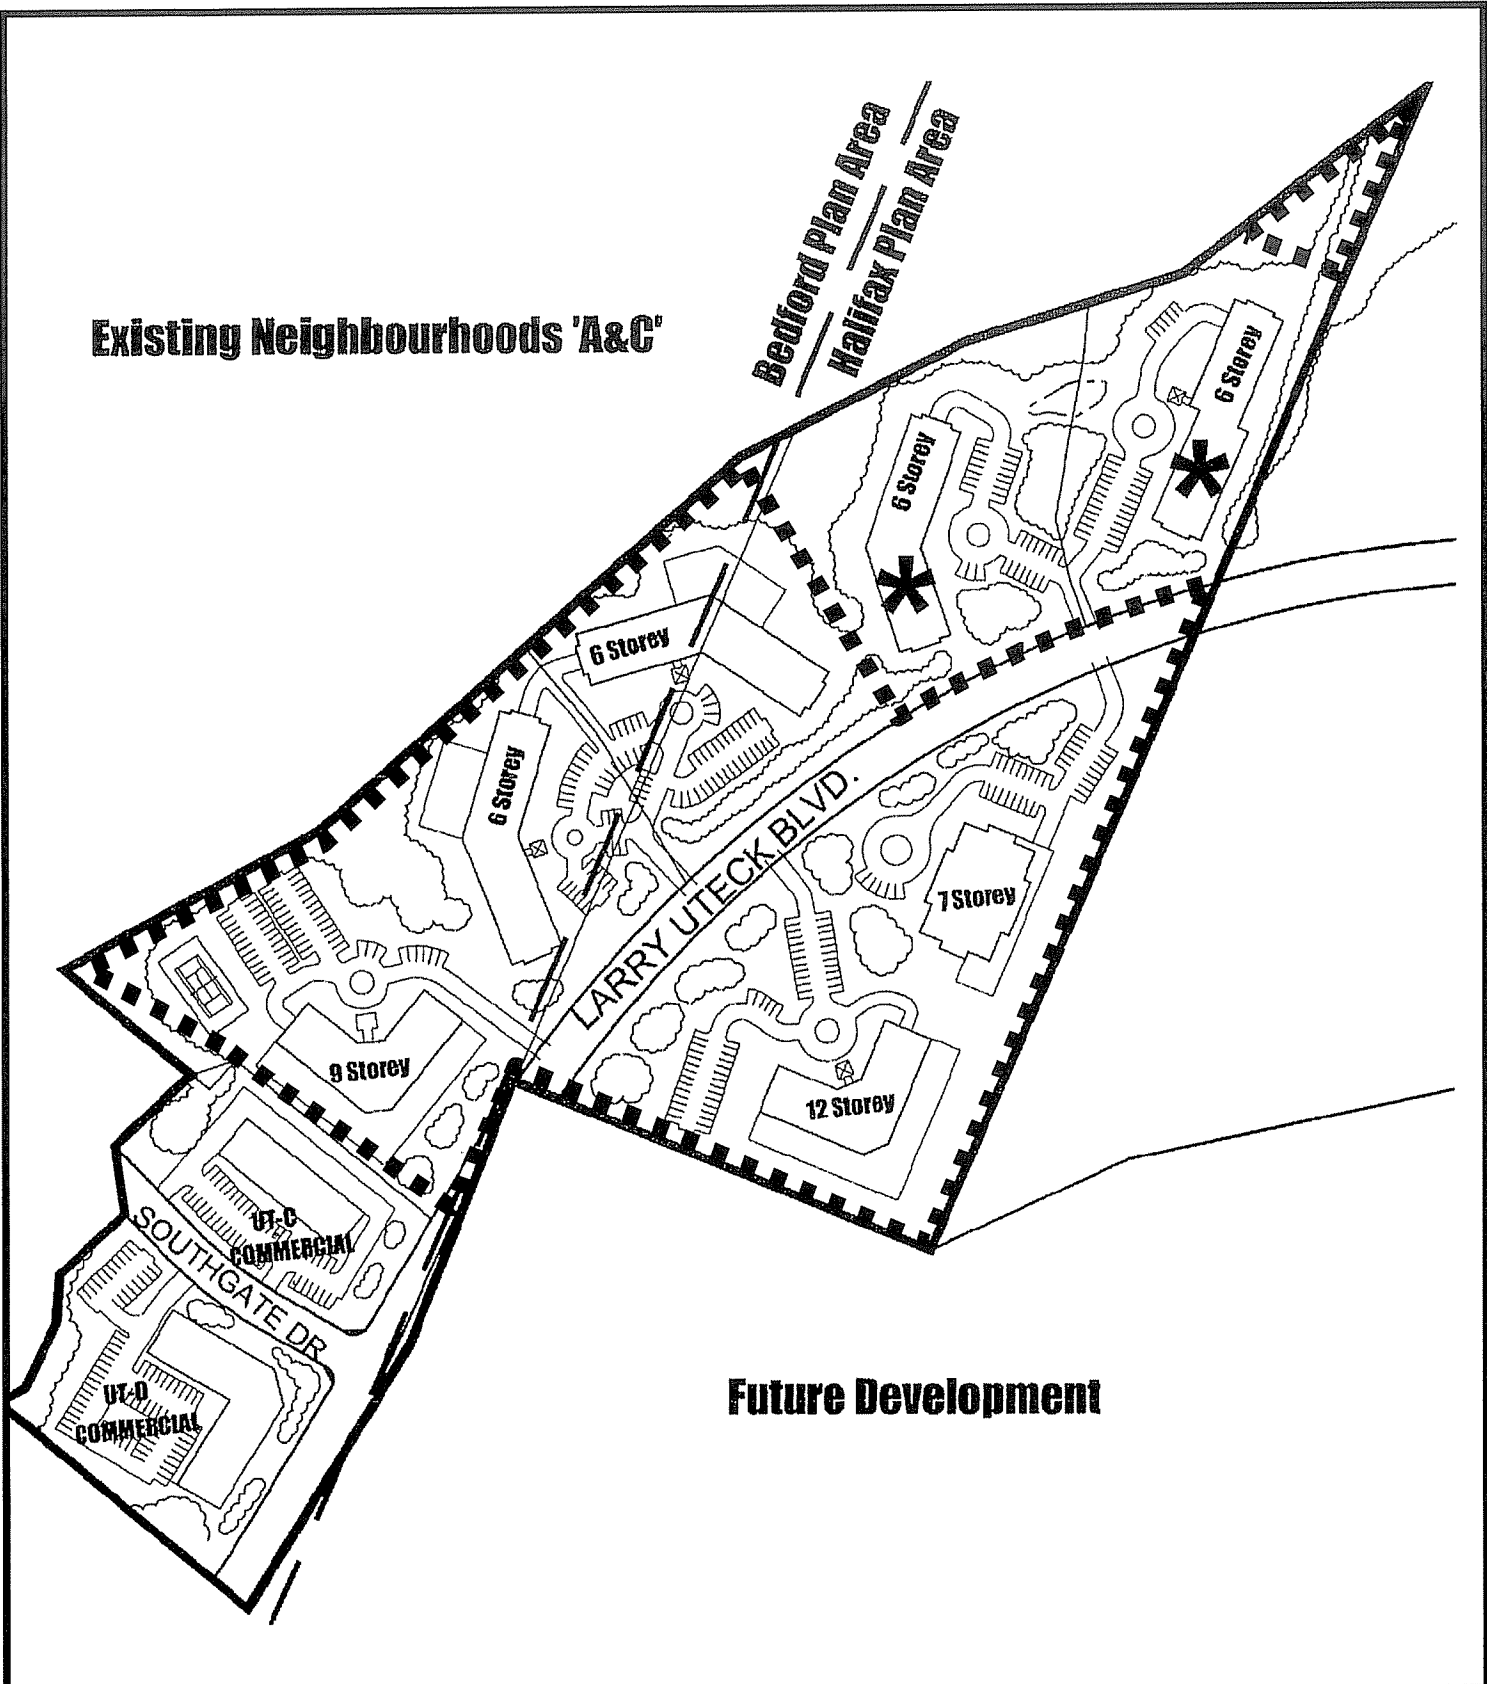 Bedford Plan Area
Halifax Plan Area
Existing Neighbourhoods 'A&C'
6 Storey
6 Storey
*
*
6 Storey
6 Storey
LARRY UTECK BLVD.
7 Storey
9 Storey
12 Storey
UT-C
COMMERCIAL
SOUTHGATE DR
UT-D
COMMERCIAL
Future Development